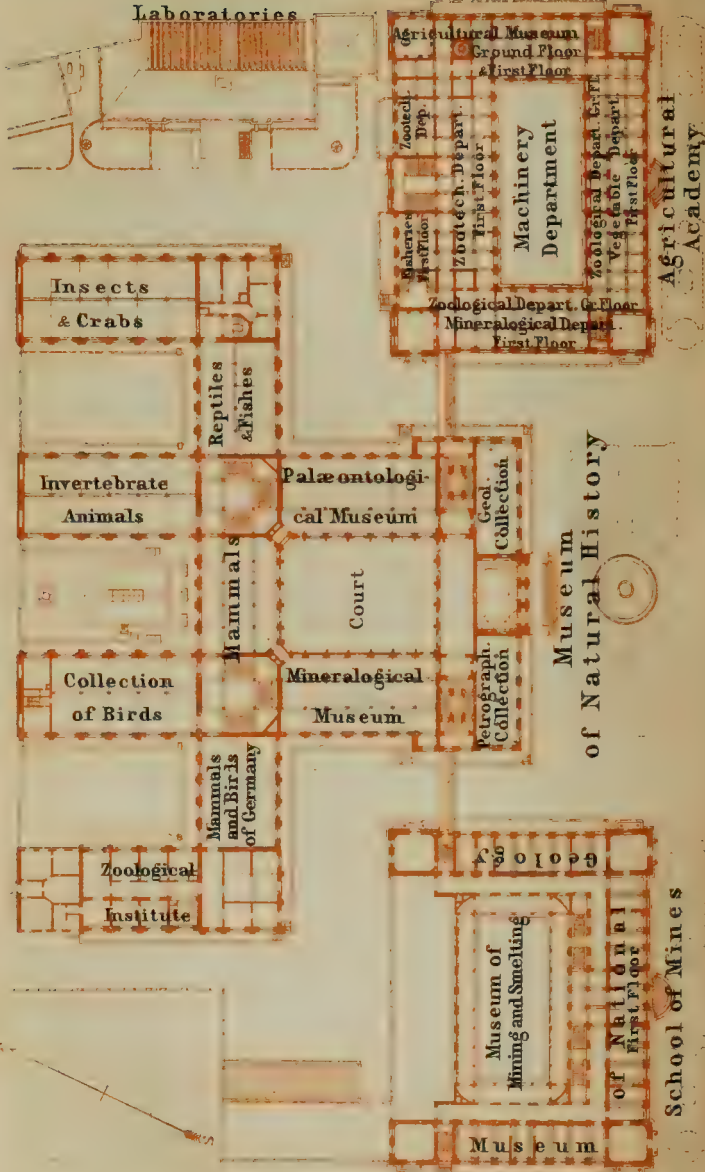 Laboratories
Agricultural Museum
Ground Floor
& First Floor
Zootech.
Dep.
Zootech. Depart.
First Floor
Machinery
Department
Zoological Depart. Gr. Fl.
Vegetable Depart.
First Floor
Agricultural
Academy
Fisheries
First Floor
Zoological Depart. Gr. Floor
Mineralogical Depart.
First Floor
Insects
& Crabs
Reptiles
& Fishes
Invertebrate
Animals
Palæontologi-
cal Museum
Geol.
Collection
Mammals
Court
Museum
of Natural History
Collection
of Birds
Mineralogical
Museum
Petrograph.
Collection
Mammals
and Birds
of Germany
Zoological
Institute
Geology
Museum of
Mining and Smelting
of National
First Floor
School of Mines
Museum